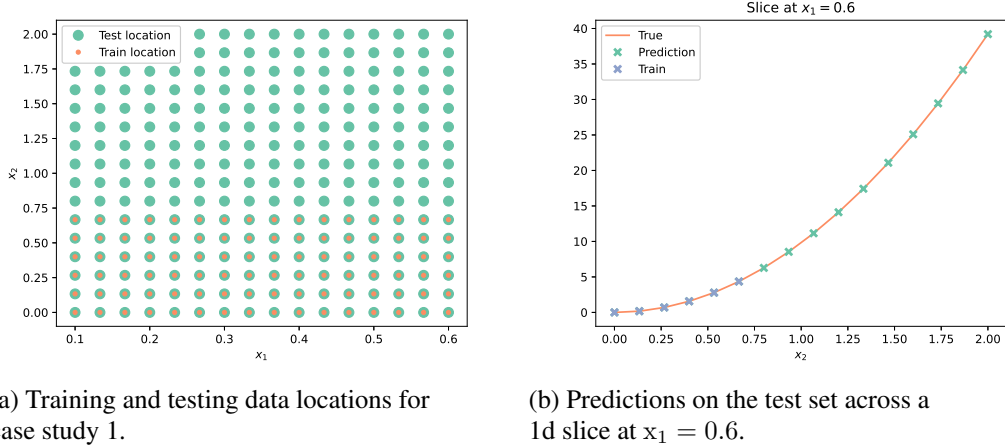 Test location
Train location
2.00
1.75
1.50
1.25
1.00
0.75
0.50
0.25
0.00
x₂
0.1 0.2 0.3 0.4 0.5 0.6
x₁
Slice at x₁ = 0.6
True
Prediction
Train
40
35
30
25
20
15
10
5
0
0.00 0.25 0.50 0.75 1.00 1.25 1.50 1.75 2.00
x₂
a) Training and testing data locations for
ase study 1.
(b) Predictions on the test set across a
1d slice at x₁ = 0.6.